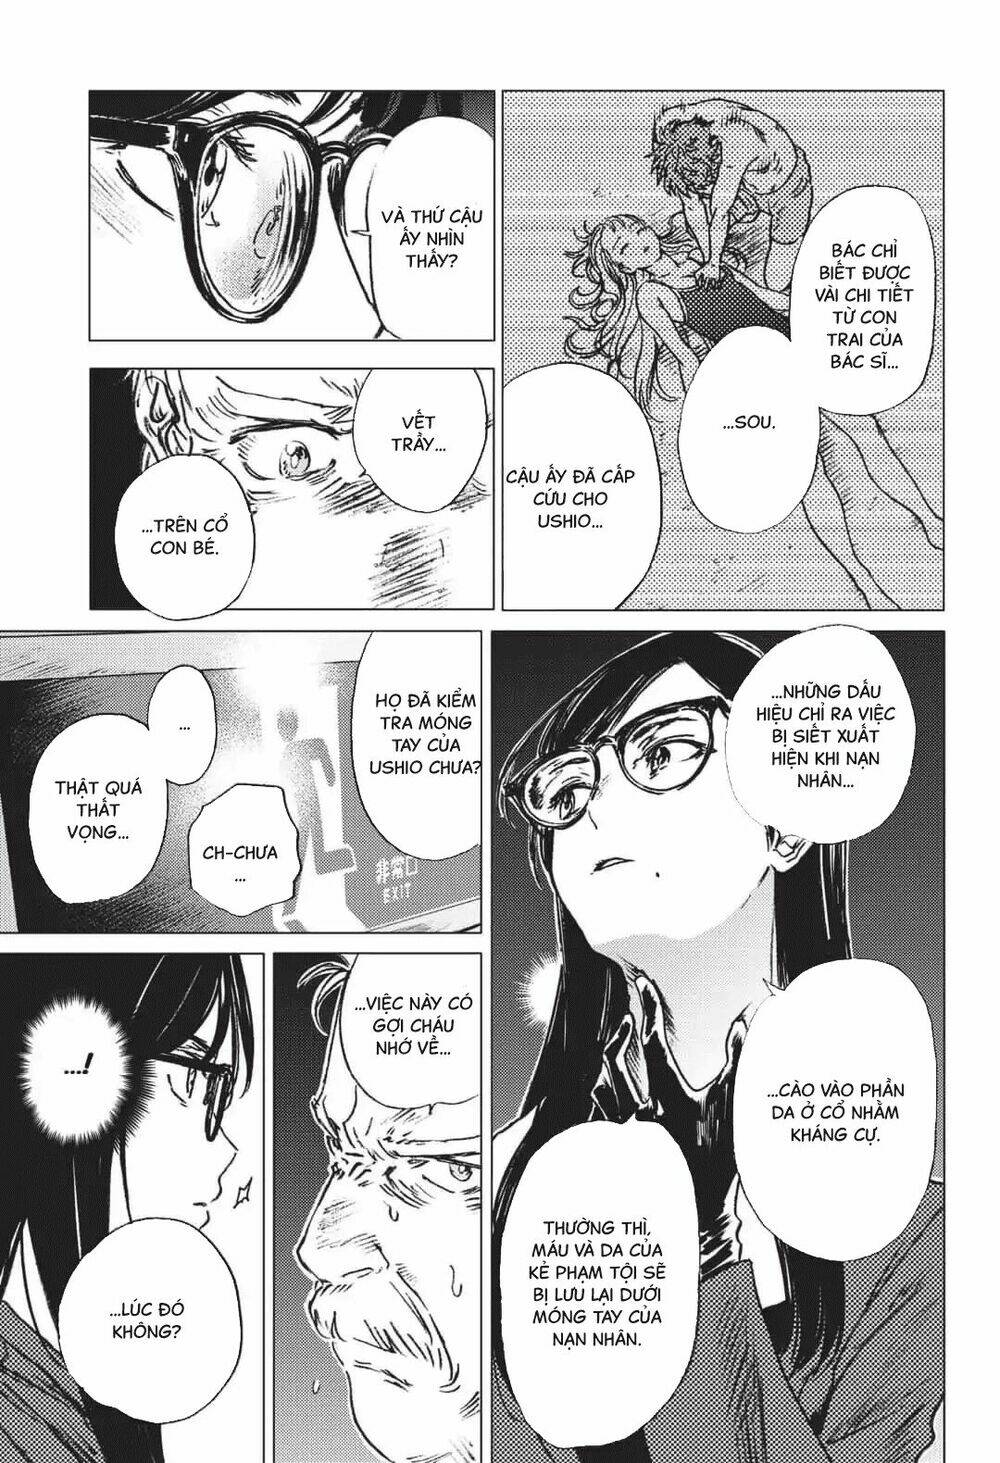 BÁC CHỈ
BIẾT ĐƯỢC
VÀI CHI TIẾT
TỪ CON
TRAI CỦA
BÁC SĨ...
...SOU.
CẬU ẤY ĐÃ CẤP
CỨU CHO
USHIO...
VÀ THỨ CẬU
ẤY NHÌN
THẤY?
VẾT
TRẦY...
...TRÊN CỔ
CON BÉ.
...NHỮNG DẤU
HIỆU CHỈ RA VIỆC
BỊ SIẾT XUẤT
HIỆN KHI NẠN
NHÂN...
...CÀO VÀO PHẦN
DA Ở CỔ NHẰM
KHÁNG CỰ.
THƯỜNG THÌ,
MÁU VÀ DA CỦA
KẺ PHẠM TỘI SẼ
BỊ LƯU LẠI DƯỚI
MÓNG TAY CỦA
NẠN NHÂN.
HỌ ĐÃ KIỂM
TRA MÓNG
TAY CỦA
USHIO CHƯA?
CH-CHƯA
...
...
THẬT QUÁ
THẤT
VỌNG...
非常口
EXIT
...VIỆC NÀY CÓ
GỢI CHÁU
NHỚ VỀ...
...!
...LÚC ĐÓ
KHÔNG?